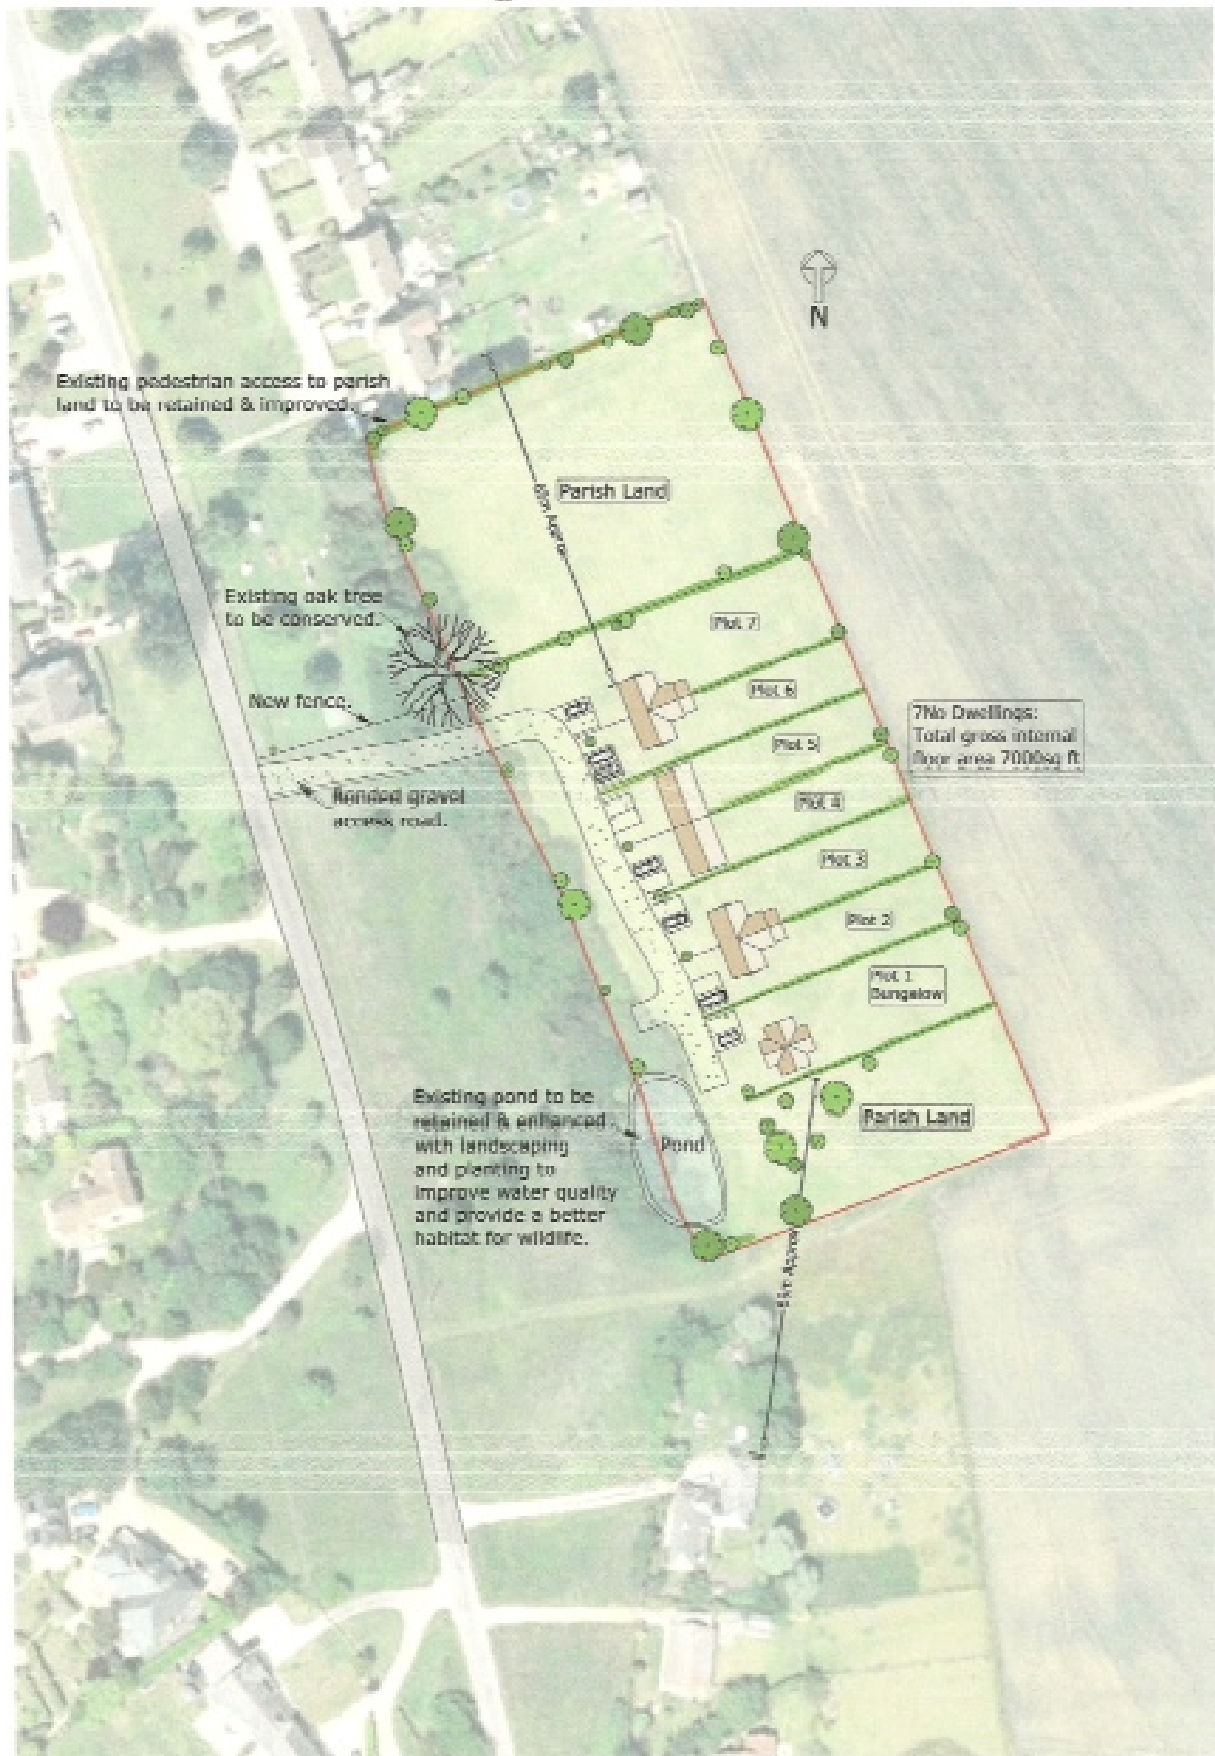 N
Existing pedestrian access to parish
land to be retained & improved.
Parish Land
Existing oak tree
to be conserved.
Plot 7
Plot 6
New fence.
7No Dwellings:
Total gross internal
floor area 7000sq ft
Plot 5
Bonded gravel
access road.
Plot 4
Plot 3
Plot 2
Plot 1
Bungalow
Existing pond to be
retained & enhanced
with landscaping
and planting to
improve water quality
and provide a better
habitat for wildlife.
Pond
Parish Land
Approx